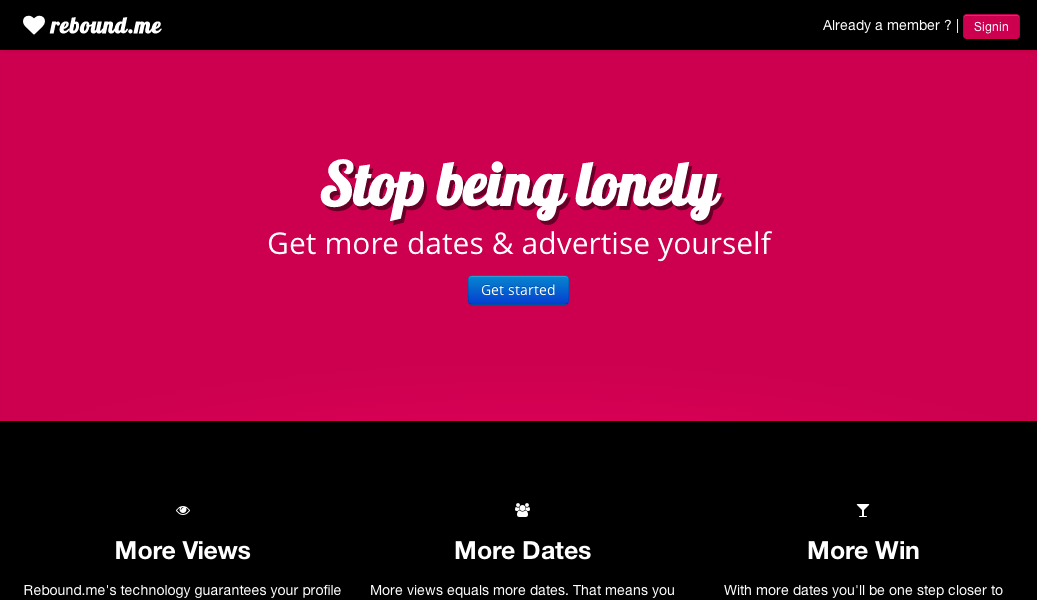 rebound.me
Already a member ? | Signin
Stop being lonely
Get more dates & advertise yourself
Get started
More Views
More Dates
More Win
Rebound.me's technology guarantees your profile
More views equals more dates. That means you
With more dates you'll be one step closer to